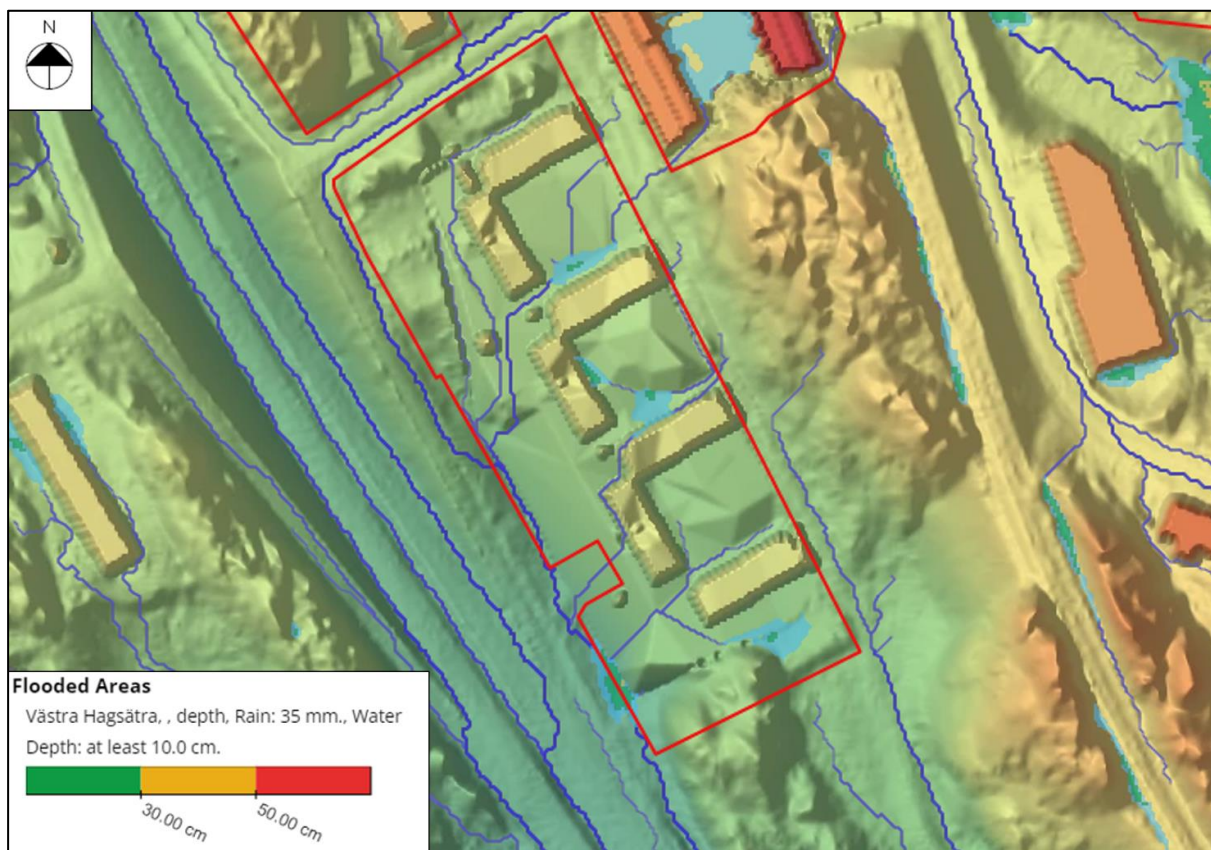 N
Flooded Areas
Västra Hagsätra, , depth, Rain: 35 mm., Water
Depth: at least 10.0 cm.
30.00 cm
50.00 cm